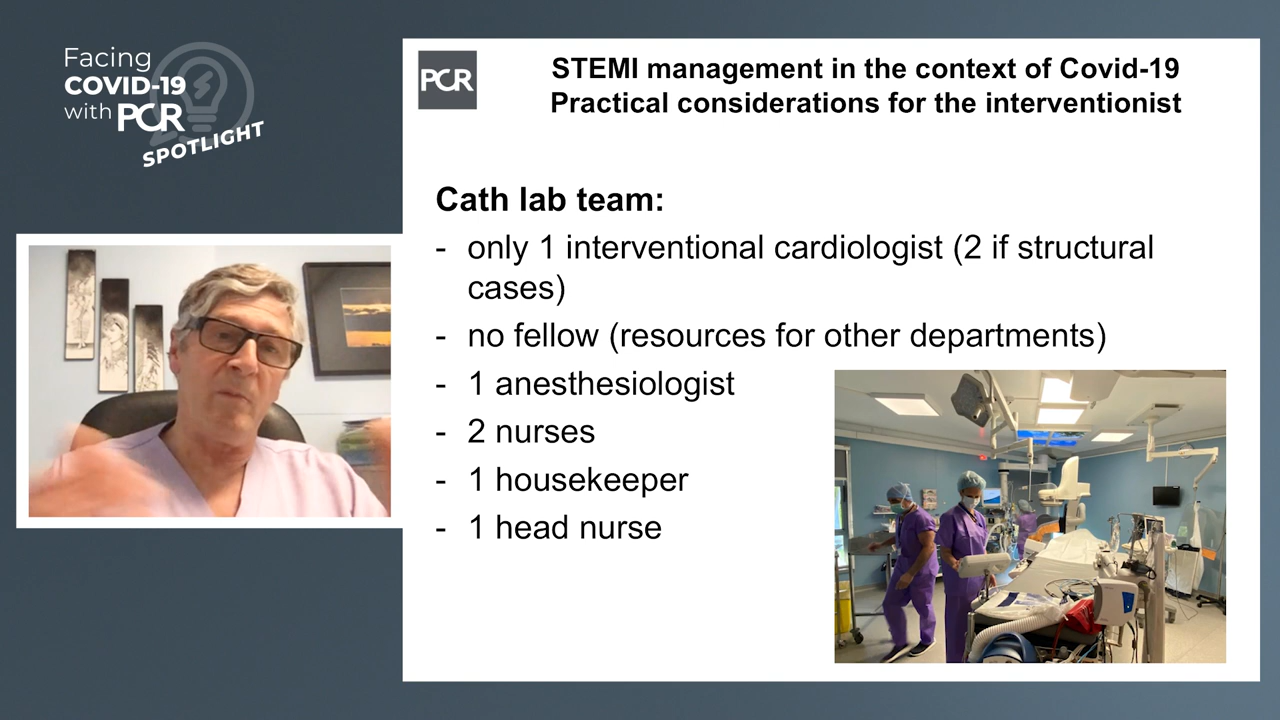 Facing
COVID-19
with PCR
SPOTLIGHT
PCR
STEMI management in the context of Covid-19
Practical considerations for the interventionist
Cath lab team:
- only 1 interventional cardiologist (2 if structural
cases)
- no fellow (resources for other departments)
- 1 anesthesiologist
- 2 nurses
- 1 housekeeper
- 1 head nurse